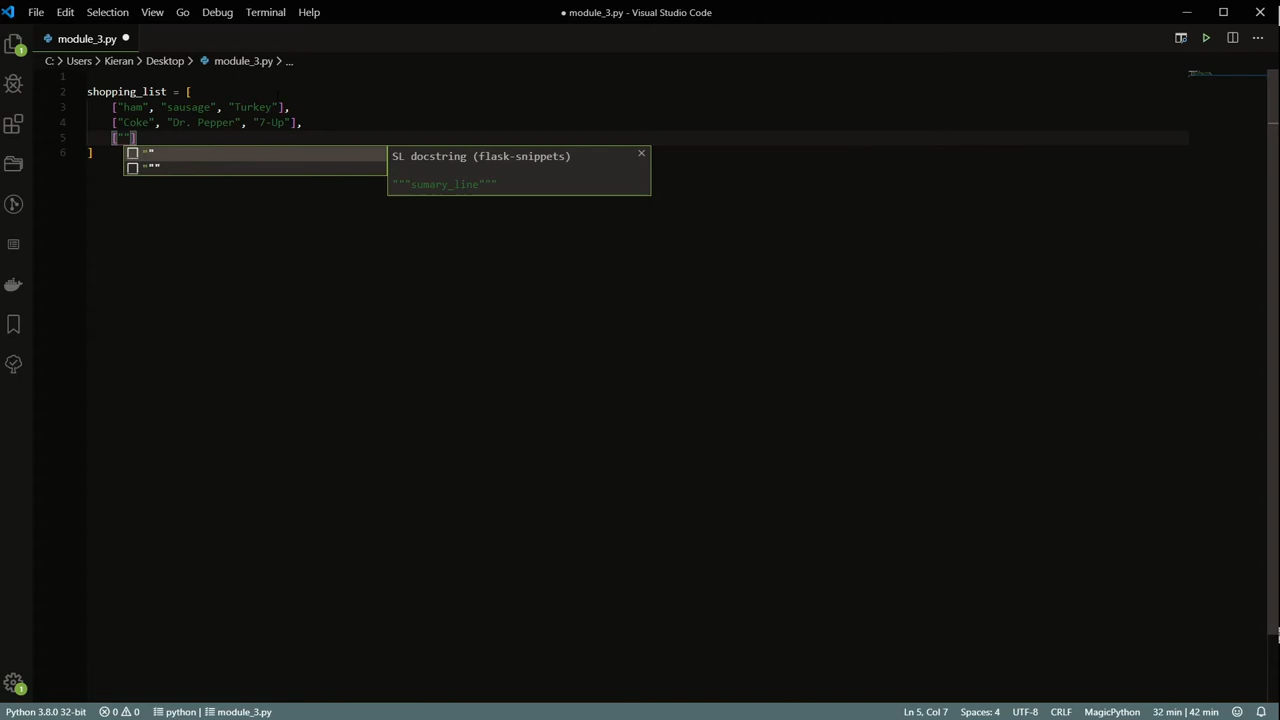 File Edit Selection View Go Debug Terminal Help
● module_3.py - Visual Studio Code
module_3.py
C: > Users > Kieran > Desktop > module_3.py > ...
1
2 shopping_list = [
3 ["ham", "sausage", "Turkey"],
4 ["Coke", "Dr. Pepper", "7-Up"],
5 [""]
6 ]
""
"""
SL docstring (flask-snippets)
"""sumary_line"""
1
1
Python 3.8.0 32-bit 0 0 python | module_3.py Ln 5, Col 7 Spaces: 4 UTF-8 CRLF MagicPython 32 min | 42 min